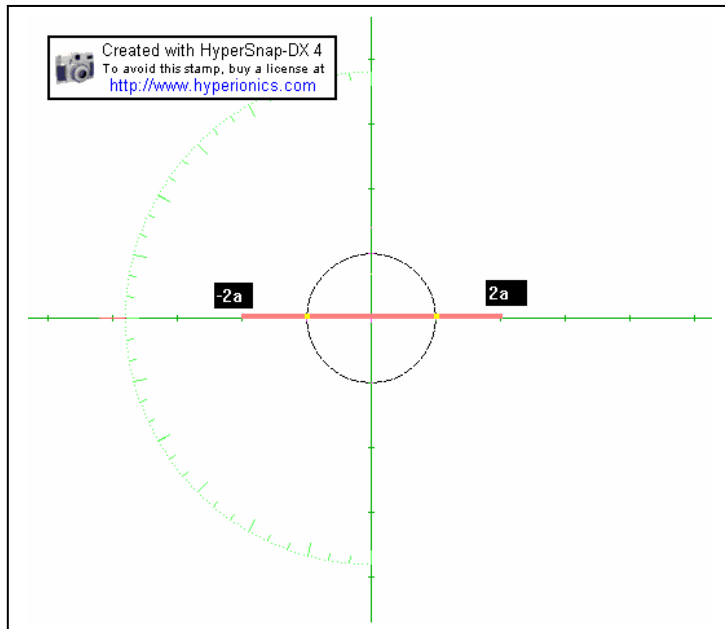 Created with HyperSnap-DX 4
To avoid this stamp, buy a license at
http://www.hyperionics.com
-2a
2a